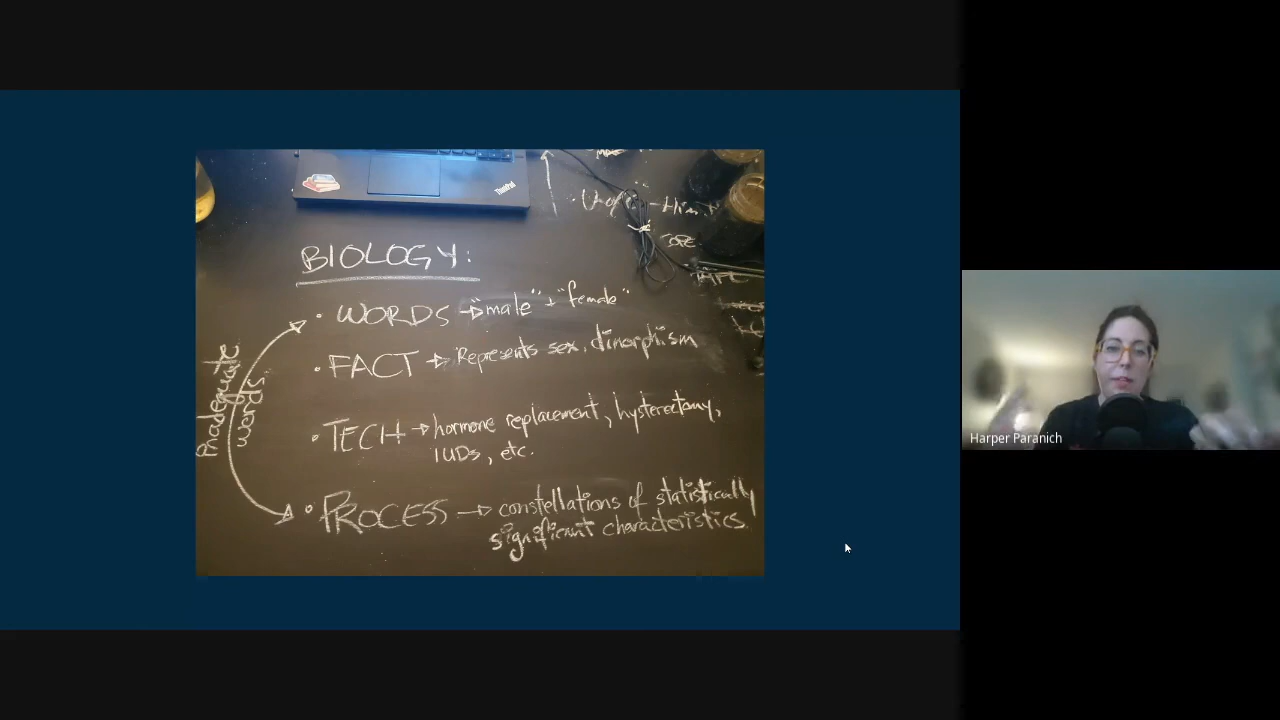 ThinkPad
BIOLOGY:
• WORDS → "male" + "female"
• FACT → Represents sex dimorphism
• TECH → hormone replacement, hysterectomy,
IUDs, etc.
• PROCESS → constellations of statistically
significant characteristics
words
TAPE
Harper Paranich